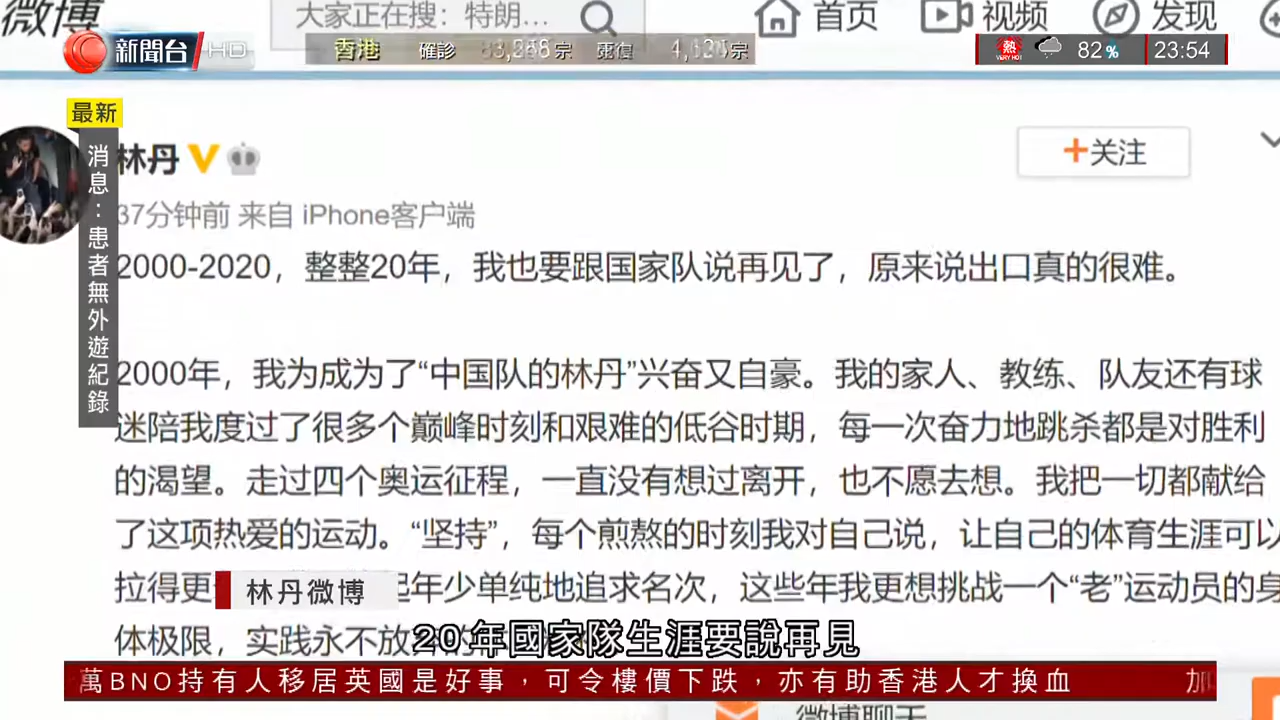 微博
大家正在搜：特朗...
首页
视频
发现
新聞台 HD
香港 確診 宗 康復 宗
熱 VERY HOT 82% 23:54
最新
消息：患者無外遊紀錄
林丹
+关注
37分钟前 来自 iPhone客户端
2000-2020，整整20年，我也要跟国家队说再见了，原来说出口真的很难。
2000年，我为成为了“中国队的林丹”兴奋又自豪。我的家人、教练、队友还有球
迷陪我度过了很多个巅峰时刻和艰难的低谷时期，每一次奋力地跳杀都是对胜利
的渴望。走过四个奥运征程，一直没有想过离开，也不愿去想。我把一切都献给
了这项热爱的运动。“坚持”，每个煎熬的时刻我对自己说，让自己的体育生涯可以
拉得更 起年少单纯地追求名次，这些年我更想挑战一个“老”运动员的身
林丹微博
体极限，实践永不放
20年國家隊生涯要說再見
萬BNO持有人移居英國是好事，可令樓價下跌，亦有助香港人才換血
微博聊天